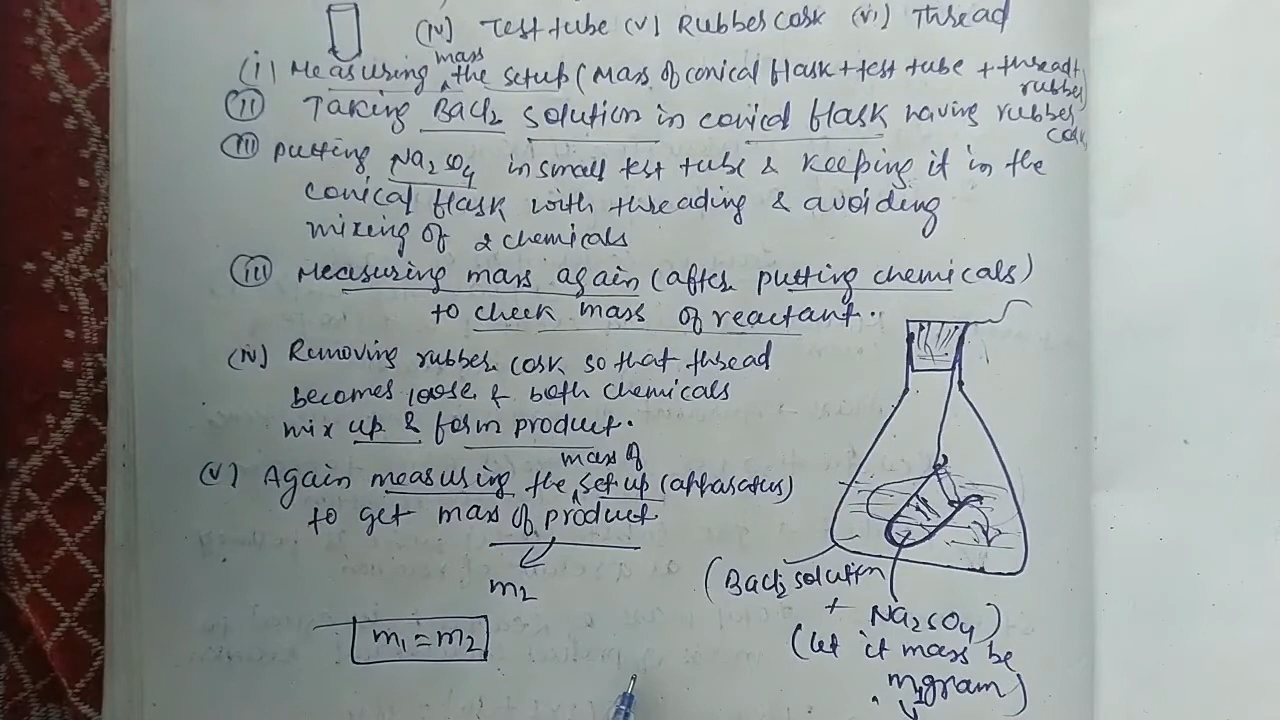 (iv) Test tube (v) Rubber cork (vi) Thread
mass
(i) Measuring the setup (Mass of conical flask + test tube + thread +
rubber)
(ii) Taking BaCl2 solution in conical flask having rubber
cork
(iii) putting Na2SO4 in small test tube & keeping it in the
conical flask with threading & avoiding
mixing of 2 chemicals
(iii) Measuring mass again (after putting chemicals)
to check mass of reactant.
(iv) Removing rubber cork so that thread
becomes loose & both chemicals
mix up & form product.
mass of
(v) Again measuring the setup (apparatus)
to get mass of product
m2
m1 = m2
(BaCl2 solution
+ Na2SO4)
(let it mass be
m1 gram)